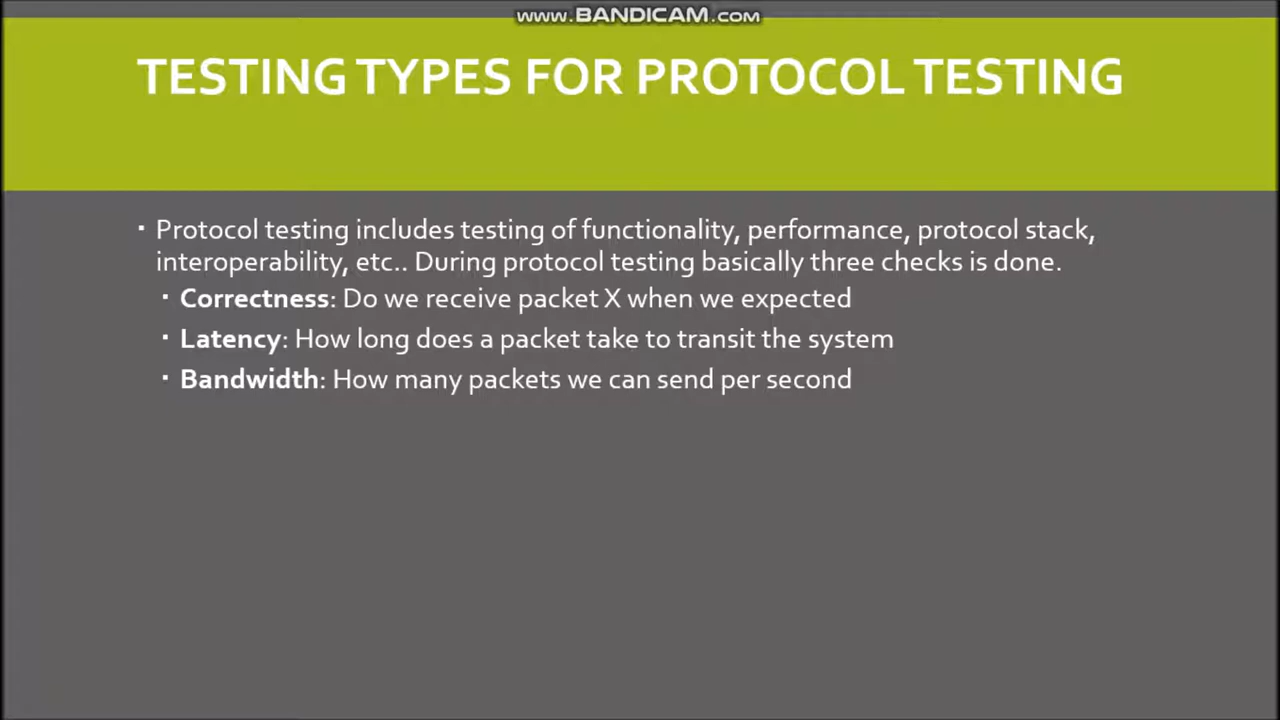 www.BANDICAM.com
TESTING TYPES FOR PROTOCOL TESTING
▪ Protocol testing includes testing of functionality, performance, protocol stack,
interoperability, etc.. During protocol testing basically three checks is done.
▪ Correctness: Do we receive packet X when we expected
▪ Latency: How long does a packet take to transit the system
▪ Bandwidth: How many packets we can send per second